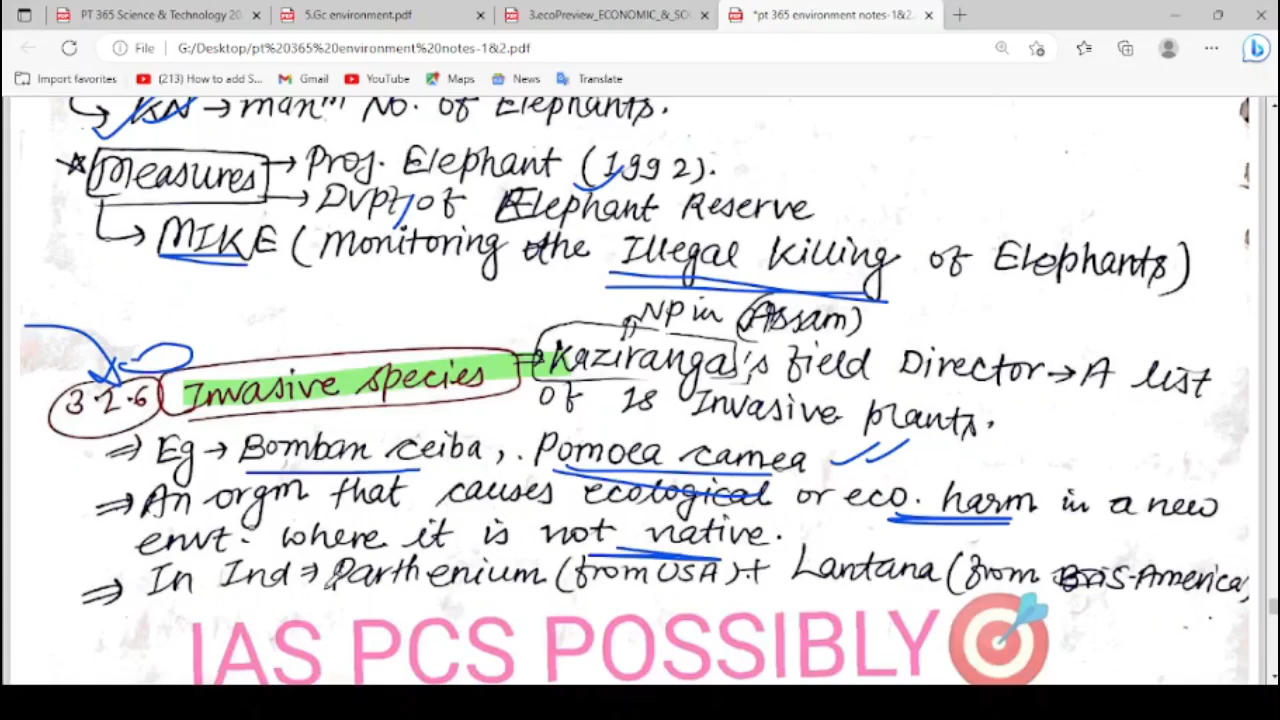 PT 365 Science & Technology 20
5.Gc environment.pdf
3.ecoPreview_ECONOMIC_&_SO
*pt 365 environment notes-1&2.
File
G:/Desktop/pt%20365%20environment%20notes-1&2.pdf
Import favorites
(213) How to add S...
Gmail
YouTube
Maps
News
Translate
KN → maxm No. of Elephants.
Measures → Proj. Elephant (1992).
→ DVPt, of Elephant Reserve
→ MIKE (Monitoring the Illegal Killing of Elephants)
NP in (Assam)
3.2.6 Invasive species ⇒ Kaziranga's field Director → A list
of 18 Invasive plants.
⇒ Eg → Bomban ceiba, . Pomoea camea
⇒ An orgm that causes ecological or eco. harm in a new
envt. where it is not native.
⇒ In Ind ⇒ Parthenium (from USA) + Lantana (from S-America)
IAS PCS POSSIBLY